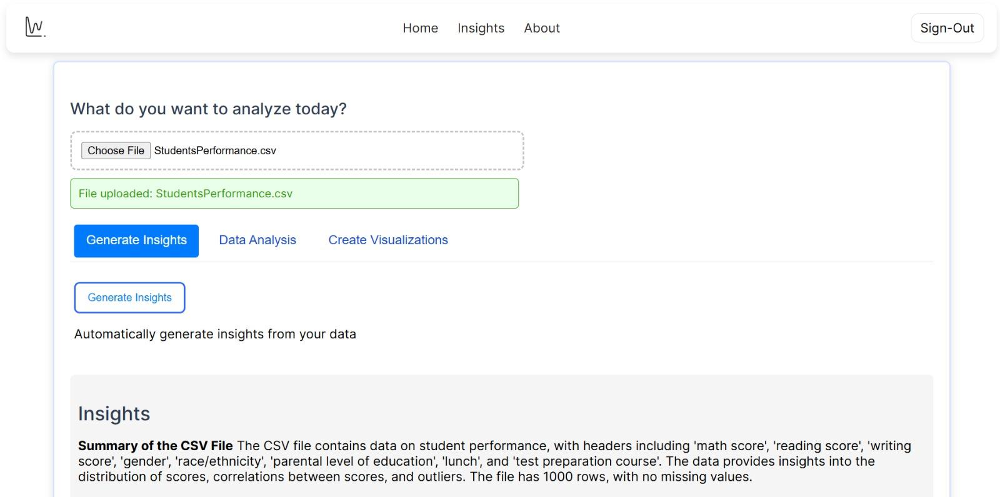 W.
Home Insights About Sign-Out
What do you want to analyze today?
Choose File StudentsPerformance.csv
File uploaded: StudentsPerformance.csv
Generate Insights Data Analysis Create Visualizations
Generate Insights
Automatically generate insights from your data
Insights
Summary of the CSV File The CSV file contains data on student performance, with headers including 'math score', 'reading score', 'writing
score', 'gender', 'race/ethnicity', 'parental level of education', 'lunch', and 'test preparation course'. The data provides insights into the
distribution of scores, correlations between scores, and outliers. The file has 1000 rows, with no missing values.